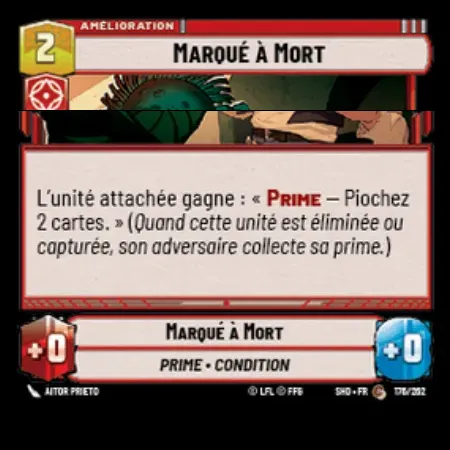 AMÉLIORATION
2
MARQUÉ À MORT
L'unité attachée gagne : « PRIME – Piochez
2 cartes. » (Quand cette unité est éliminée ou
capturée, son adversaire collecte sa prime.)
+0
MARQUÉ À MORT
+0
PRIME • CONDITION
AITOR PRIETO
© LFL © FFG
SHD • FR
176/262